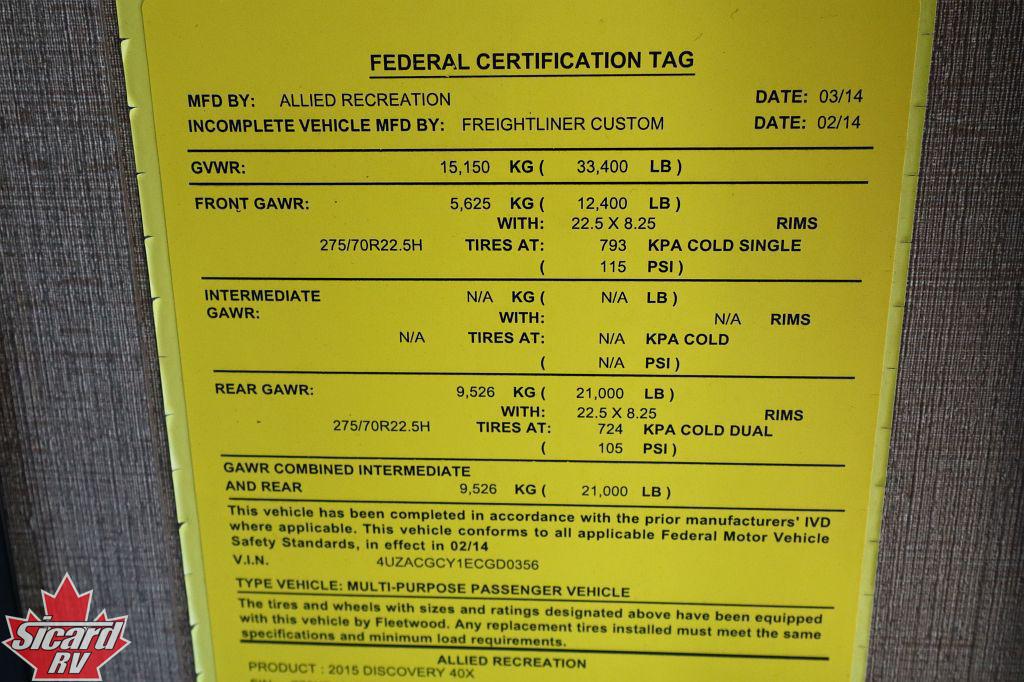 FEDERAL CERTIFICATION TAG
MFD BY: ALLIED RECREATION DATE: 03/14
INCOMPLETE VEHICLE MFD BY: FREIGHTLINER CUSTOM DATE: 02/14
GVWR: 15,150 KG ( 33,400 LB )
FRONT GAWR: 5,625 KG ( 12,400 LB )
WITH: 22.5 X 8.25 RIMS
275/70R22.5H TIRES AT: 793 KPA COLD SINGLE
( 115 PSI )
INTERMEDIATE N/A KG ( N/A LB )
GAWR: WITH: N/A RIMS
N/A TIRES AT: N/A KPA COLD
( N/A PSI )
REAR GAWR: 9,526 KG ( 21,000 LB )
WITH: 22.5 X 8.25 RIMS
275/70R22.5H TIRES AT: 724 KPA COLD DUAL
( 105 PSI )
GAWR COMBINED INTERMEDIATE
AND REAR 9,526 KG ( 21,000 LB )
This vehicle has been completed in accordance with the prior manufacturers' IVD
where applicable. This vehicle conforms to all applicable Federal Motor Vehicle
Safety Standards, in effect in 02/14
V.I.N. 4UZACGCY1ECGD0356
TYPE VEHICLE: MULTI-PURPOSE PASSENGER VEHICLE
The tires and wheels with sizes and ratings designated above have been equipped
with this vehicle by Fleetwood. Any replacement tires installed must meet the same
specifications and minimum load requirements.
ALLIED RECREATION
PRODUCT : 2015 DISCOVERY 40X
Sicard
RV